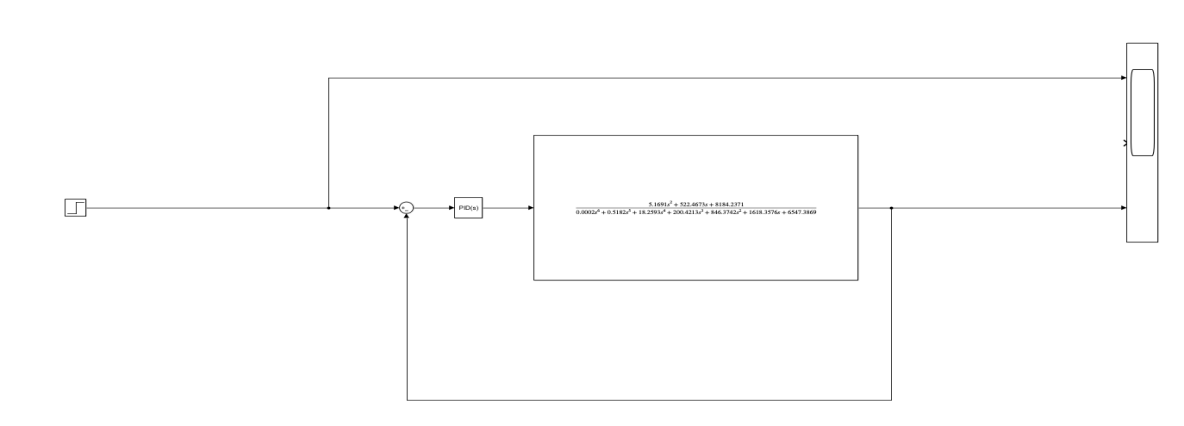 PID(s)
5.1691s² + 522.4673s + 8184.2371
0.0002s⁶ + 0.5182s⁵ + 18.2593s⁴ + 200.4213s³ + 846.3742s² + 1618.3576s + 6547.3869